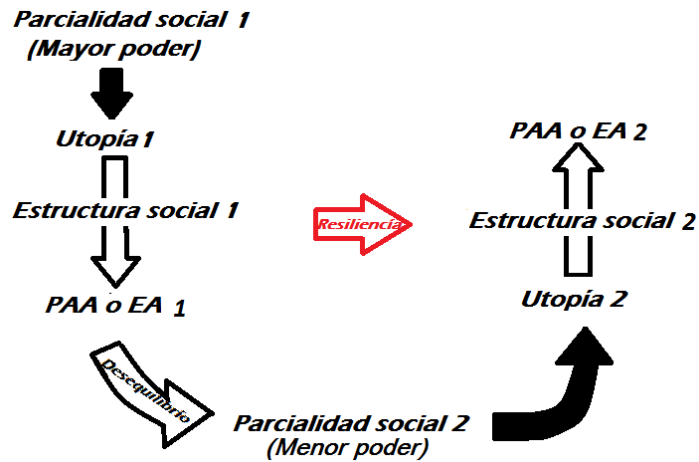 Parcialidad social 1
(Mayor poder)
Utopía 1
Estructura social 1
PAA o EA 1
Desequilibrio
Resiliencia
Parcialidad social 2
(Menor poder)
Utopía 2
Estructura social 2
PAA o EA 2